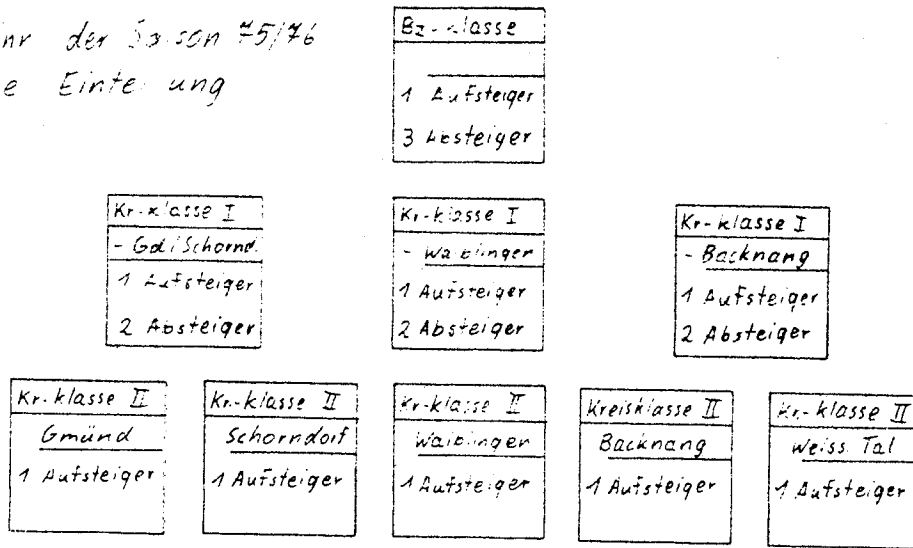 der Saison 75/76
Bz-klasse
1 Aufsteiger
3 Absteiger
Kr-klasse I
- Gd/Schornd.
1 Aufsteiger
2 Absteiger
Kr-klasse I
- Waiblingen
1 Aufsteiger
2 Absteiger
Kr-klasse I
- Backnang
1 Aufsteiger
2 Absteiger
Kr.-klasse II
Gmünd
1 Aufsteiger
Kr.-klasse II
Schorndorf
1 Aufsteiger
Kr-klasse II
Waiblingen
1 Aufsteiger
Kreisklasse II
Backnang
1 Aufsteiger
Kr.-klasse II
Weiss. Tal
1 Aufsteiger